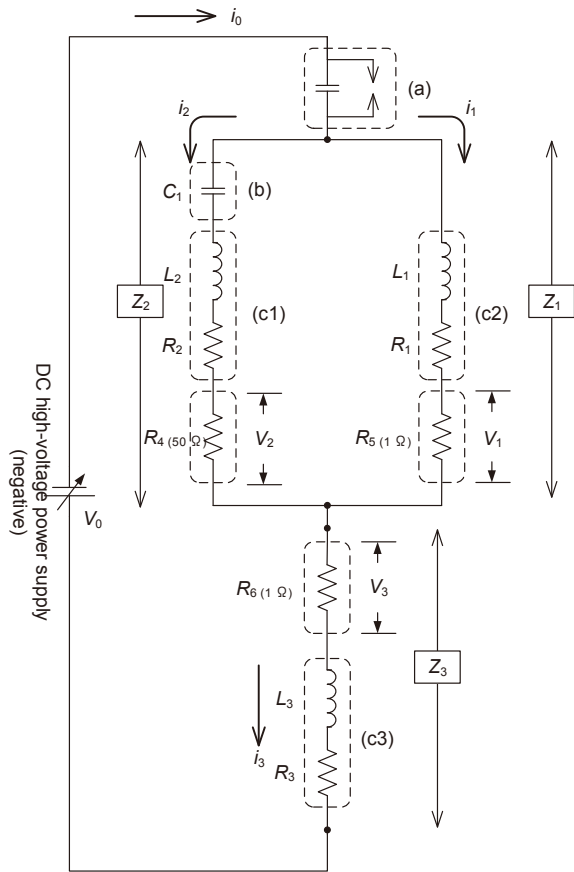 i0
(a)
i2
i1
C1
(b)
L2
L1
Z2
(c1)
(c2)
Z1
R2
R1
R4 (50 Ω)
V2
R5 (1 Ω)
V1
DC high-voltage power supply
(negative)
V0
R6 (1 Ω)
V3
Z3
L3
(c3)
i3
R3